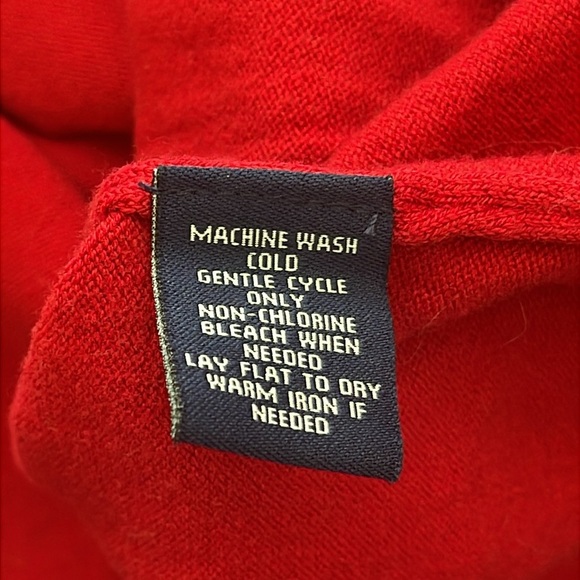 MACHINE WASH
COLD
GENTLE CYCLE
ONLY
NON-CHLORINE
BLEACH WHEN
NEEDED
LAY FLAT TO DRY
WARM IRON IF
NEEDED